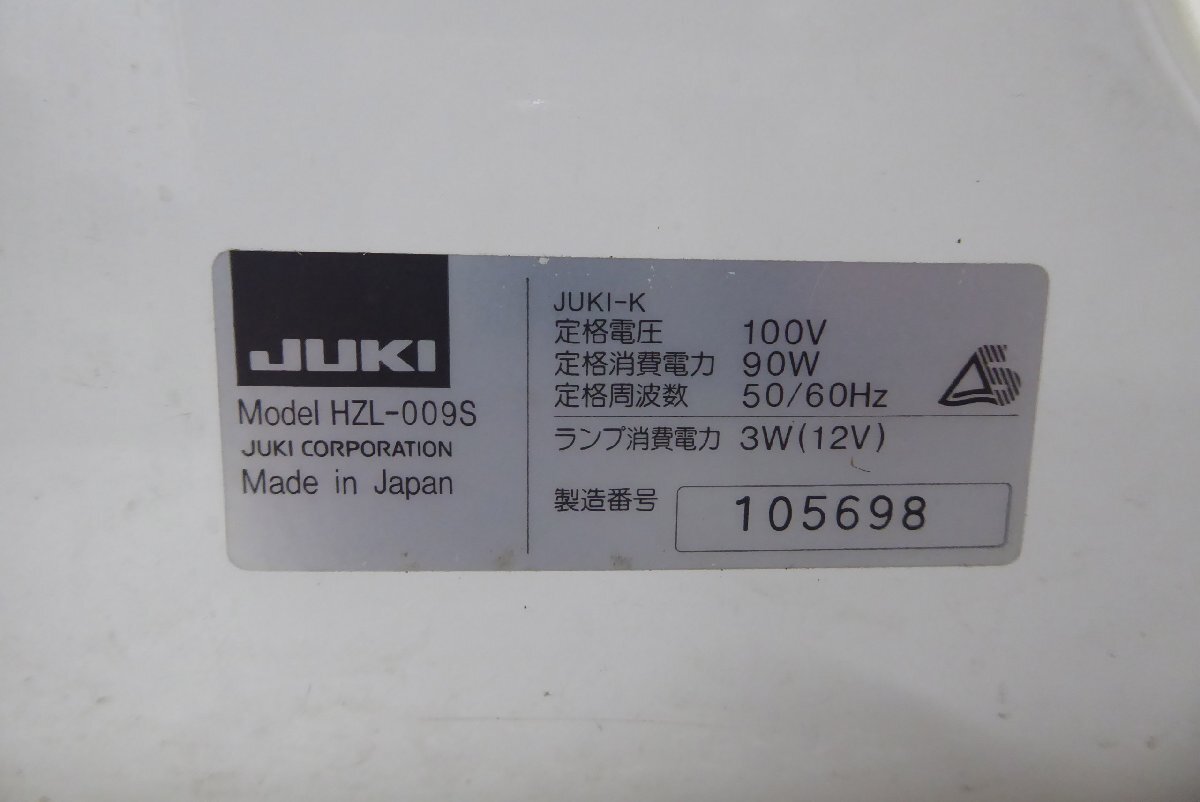 JUKI
Model HZL-009S
JUKI CORPORATION
Made in Japan
JUKI-K
定格電圧 100V
定格消費電力 90W
定格周波数 50/60Hz
ランプ消費電力 3W(12V)
製造番号 105698